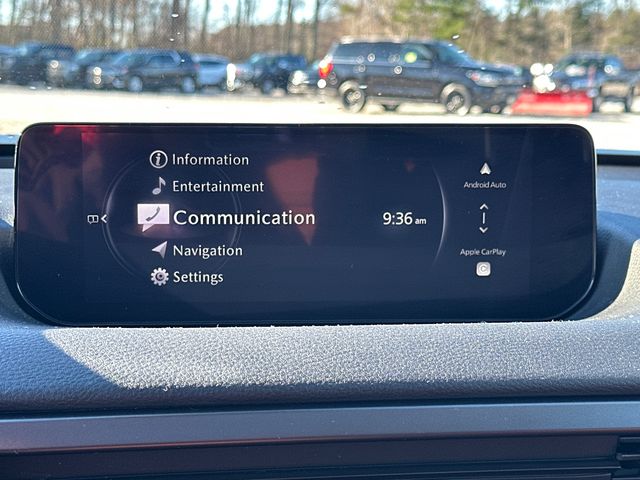 Information
Entertainment
Communication
Navigation
Settings
9:36 am
Android Auto
Apple CarPlay